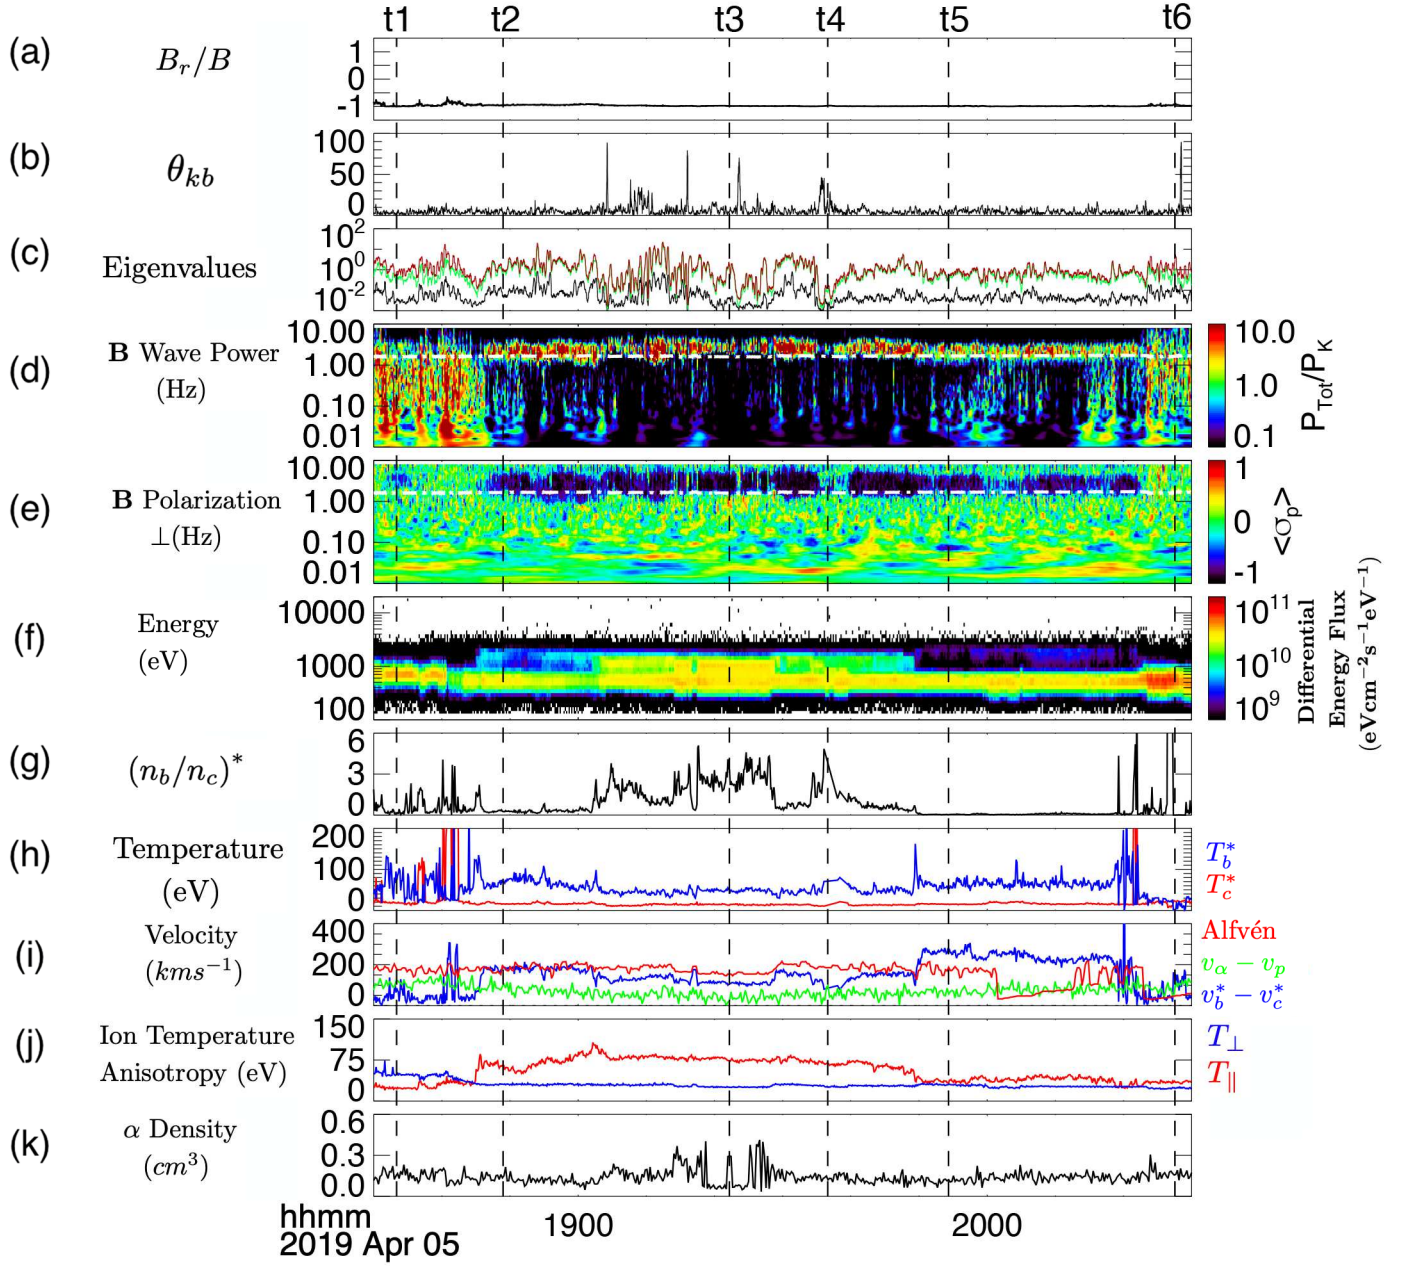 t1 t2 t3 t4 t5 t6
(a) B_r/B 1 0 -1
(b) θ_kb 100 50 0
(c) Eigenvalues 10^2 10^0 10^-2
(d) B Wave Power
(Hz)
10.00 1.00 0.10 0.01
10.0 1.0 0.1
P_Tot/P_K
(e) B Polarization
⊥(Hz)
10.00 1.00 0.10 0.01
1 0 -1
<σ_p>
(f) Energy
(eV)
10000 1000 100
10^11 10^10 10^9
Differential
Energy Flux
(eVcm^-2s^-1eV^-1)
(g) (n_b/n_c)* 6 3 0
(h) Temperature
(eV)
200 100 0
T_b*
T_c*
(i) Velocity
(kms^-1)
400 200 0
Alfvén
v_α − v_p
v_b* − v_c*
(j) Ion Temperature
Anisotropy (eV)
150 75 0
T_⊥
T_∥
(k) α Density
(cm^3)
0.6 0.3 0.0
hhmm 1900 2000
2019 Apr 05